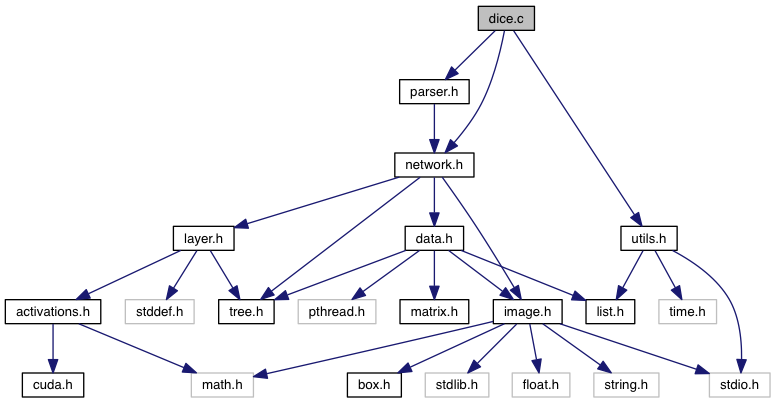 dice.c
parser.h
network.h
layer.h
data.h
utils.h
activations.h
stddef.h
tree.h
pthread.h
matrix.h
image.h
list.h
time.h
cuda.h
math.h
box.h
stdlib.h
float.h
string.h
stdio.h